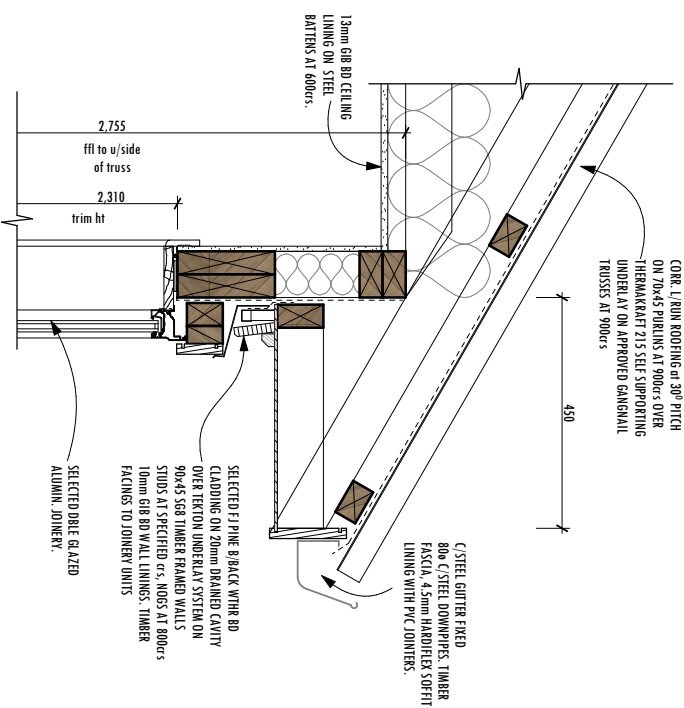 CORR. L/RUN ROOFING at 30⁰ PITCH
ON 70x45 PURLINS AT 900crs OVER
THERMAKRAFT 215 SELF SUPPORTING
UNDERLAY ON APPROVED GANGNAIL
TRUSSES AT 900crs
13mm GIB BD CEILING
LINING ON STEEL
BATTENS AT 600crs.
450
2,755
ffl to u/side
of truss
2,310
trim ht
C/STEEL GUTTER FIXED
80ø C/STEEL DOWNPIPES. TIMBER
FASCIA, 4.5mm HARDIFLEX SOFFIT
LINING WITH PVC JOINTERS.
SELECTED FJ PINE B/BACK WTHR BD
CLADDING ON 20mm DRAINED CAVITY
OVER TEKTON UNDERLAY SYSTEM ON
90x45 SG8 TIMBER FRAMED WALLS
STUDS AT SPECIFIED crs, NOGS AT 800crs
10mm GIB BD WALL LININGS. TIMBER
FACINGS TO JOINERY UNITS
SELECTED DBLE GLAZED
ALUMIN. JOINERY.